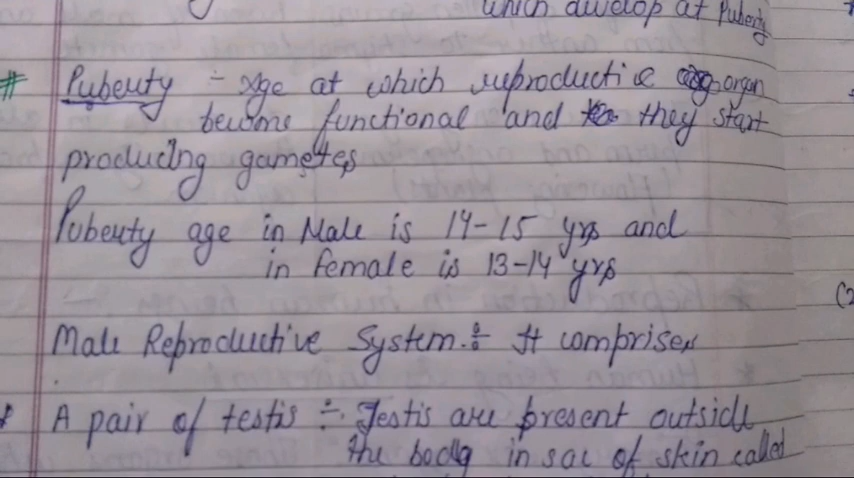 which develop at Puberty
# Puberty :- Age at which reproductive organ
become functional and they start
producing gametes
Puberty age in Male is 14-15 yrs and
in female is 13-14 yrs
Male Reproductive System :- It comprises
A pair of testis :- Testis are present outside
the body in sac of skin called
(2